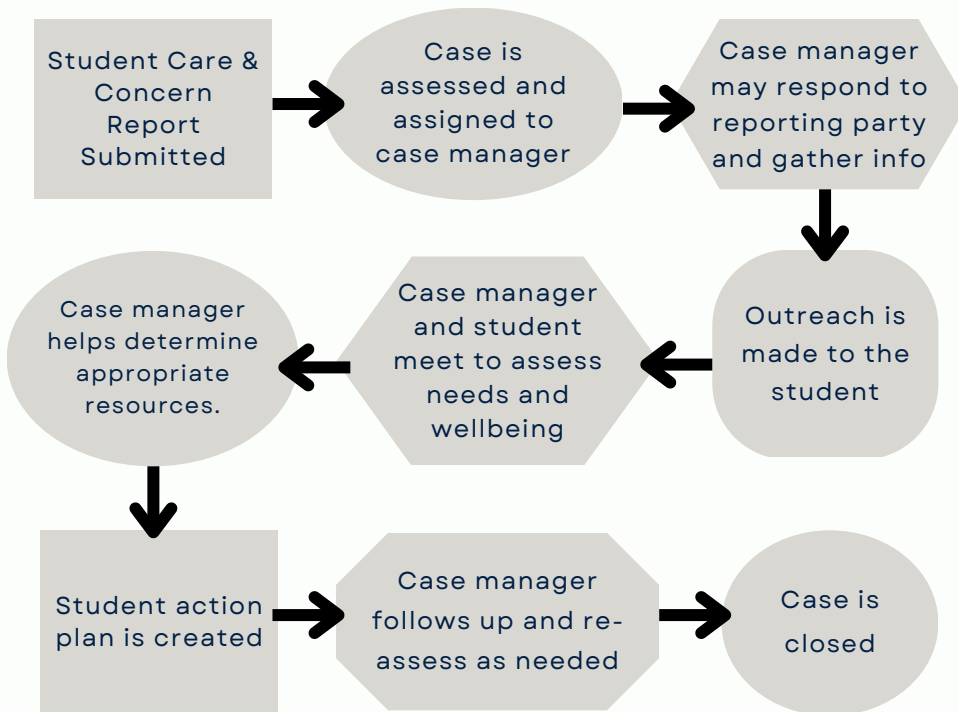 Student Care &
Concern
Report
Submitted
Case is
assessed and
assigned to
case manager
Case manager
may respond to
reporting party
and gather info
Outreach is
made to the
student
Case manager
and student
meet to assess
needs and
wellbeing
Case manager
helps determine
appropriate
resources.
Student action
plan is created
Case manager
follows up and re-
assess as needed
Case is
closed